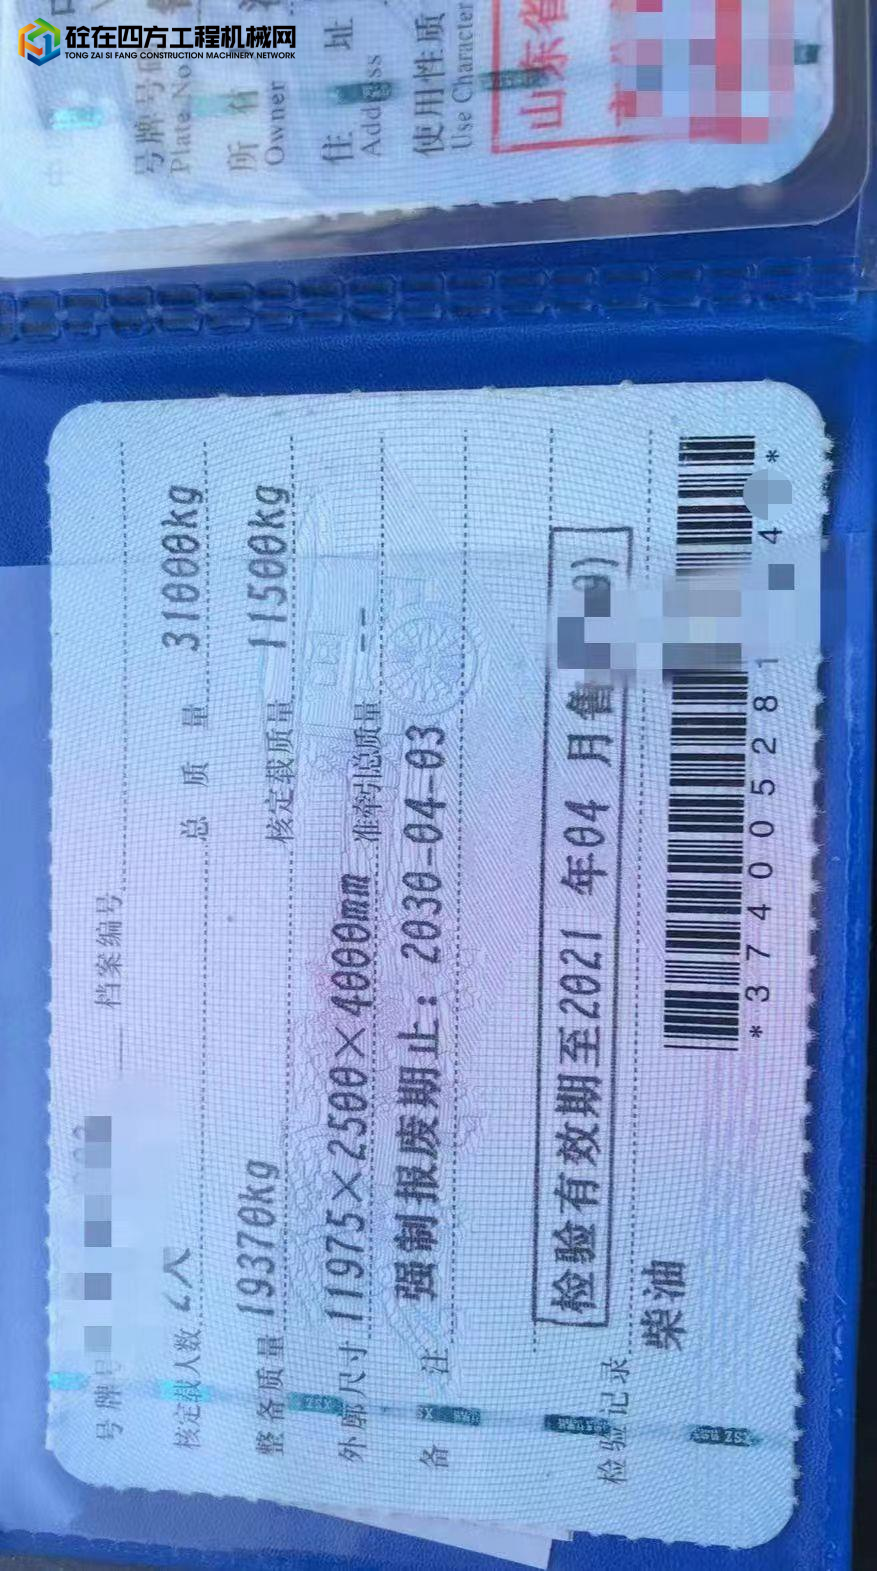 砼在四方工程机械网
TONG ZAI SI FANG CONSTRUCTION MACHINERY NETWORK
号牌号码
Plate No.
所有
Owner
住 址
Address
使用性质
Use Character
山东省
号牌号 档案编号
核定载人数 2人 总 质 量 31000kg
整备质量 19370kg 核定载质量 11500kg
外廓尺寸 11975×2500×4000mm 准牵引总质量 --
备 注 强制报废期止：2030-04-03
检验有效期至2021 年04 月鲁 9)
检验记录
柴油
*374005281 4 *